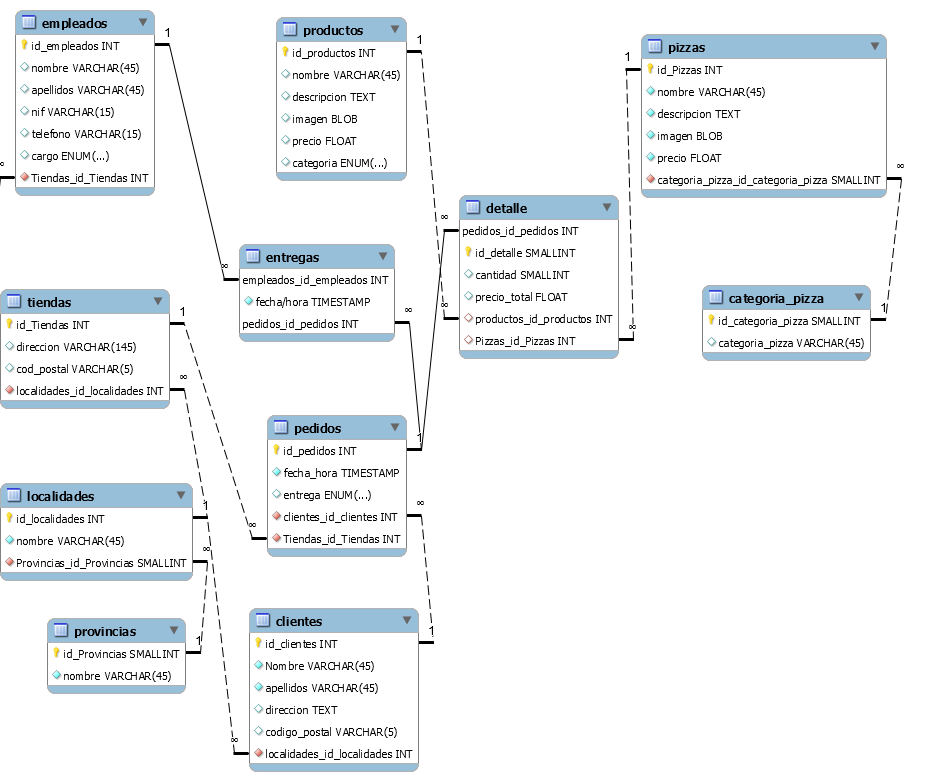 empleados
id_empleados INT
nombre VARCHAR(45)
apellidos VARCHAR(45)
nif VARCHAR(15)
telefono VARCHAR(15)
cargo ENUM(...)
Tiendas_id_Tiendas INT
∞
1
productos
id_productos INT
nombre VARCHAR(45)
descripcion TEXT
imagen BLOB
precio FLOAT
categoria ENUM(...)
1
pizzas
id_Pizzas INT
nombre VARCHAR(45)
descripcion TEXT
imagen BLOB
precio FLOAT
categoria_pizza_id_categoria_pizza SMALLINT
1
∞
detalle
pedidos_id_pedidos INT
id_detalle SMALLINT
cantidad SMALLINT
precio_total FLOAT
productos_id_productos INT
Pizzas_id_Pizzas INT
∞
∞
∞
entregas
empleados_id_empleados INT
fecha/hora TIMESTAMP
pedidos_id_pedidos INT
∞
∞
categoria_pizza
id_categoria_pizza SMALLINT
categoria_pizza VARCHAR(45)
1
tiendas
id_Tiendas INT
direccion VARCHAR(145)
cod_postal VARCHAR(5)
localidades_id_localidades INT
1
∞
pedidos
id_pedidos INT
fecha_hora TIMESTAMP
entrega ENUM(...)
clientes_id_clientes INT
Tiendas_id_Tiendas INT
1
∞
∞
localidades
id_localidades INT
nombre VARCHAR(45)
Provincias_id_Provincias SMALLINT
1
∞
provincias
id_Provincias SMALLINT
nombre VARCHAR(45)
1
clientes
id_clientes INT
Nombre VARCHAR(45)
apellidos VARCHAR(45)
direccion TEXT
codigo_postal VARCHAR(5)
localidades_id_localidades INT
1
∞